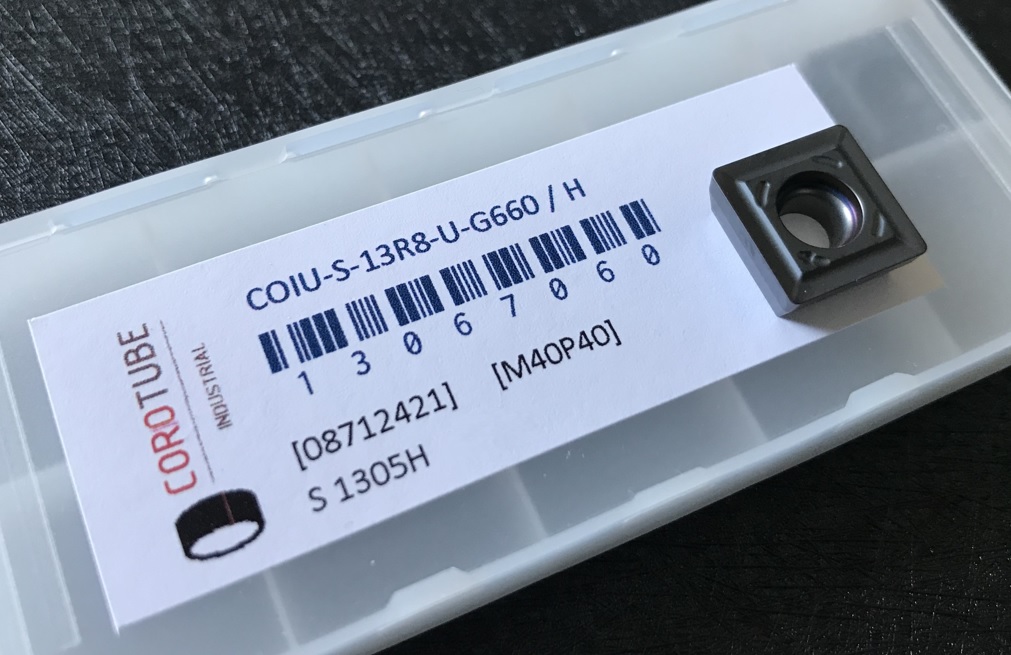 COROTUBE
INDUSTRIAL
COIU-S-13R8-U-G660 / H
1 3 0 6 7 0 6 0
[08712421] [M40P40]
S 1305H